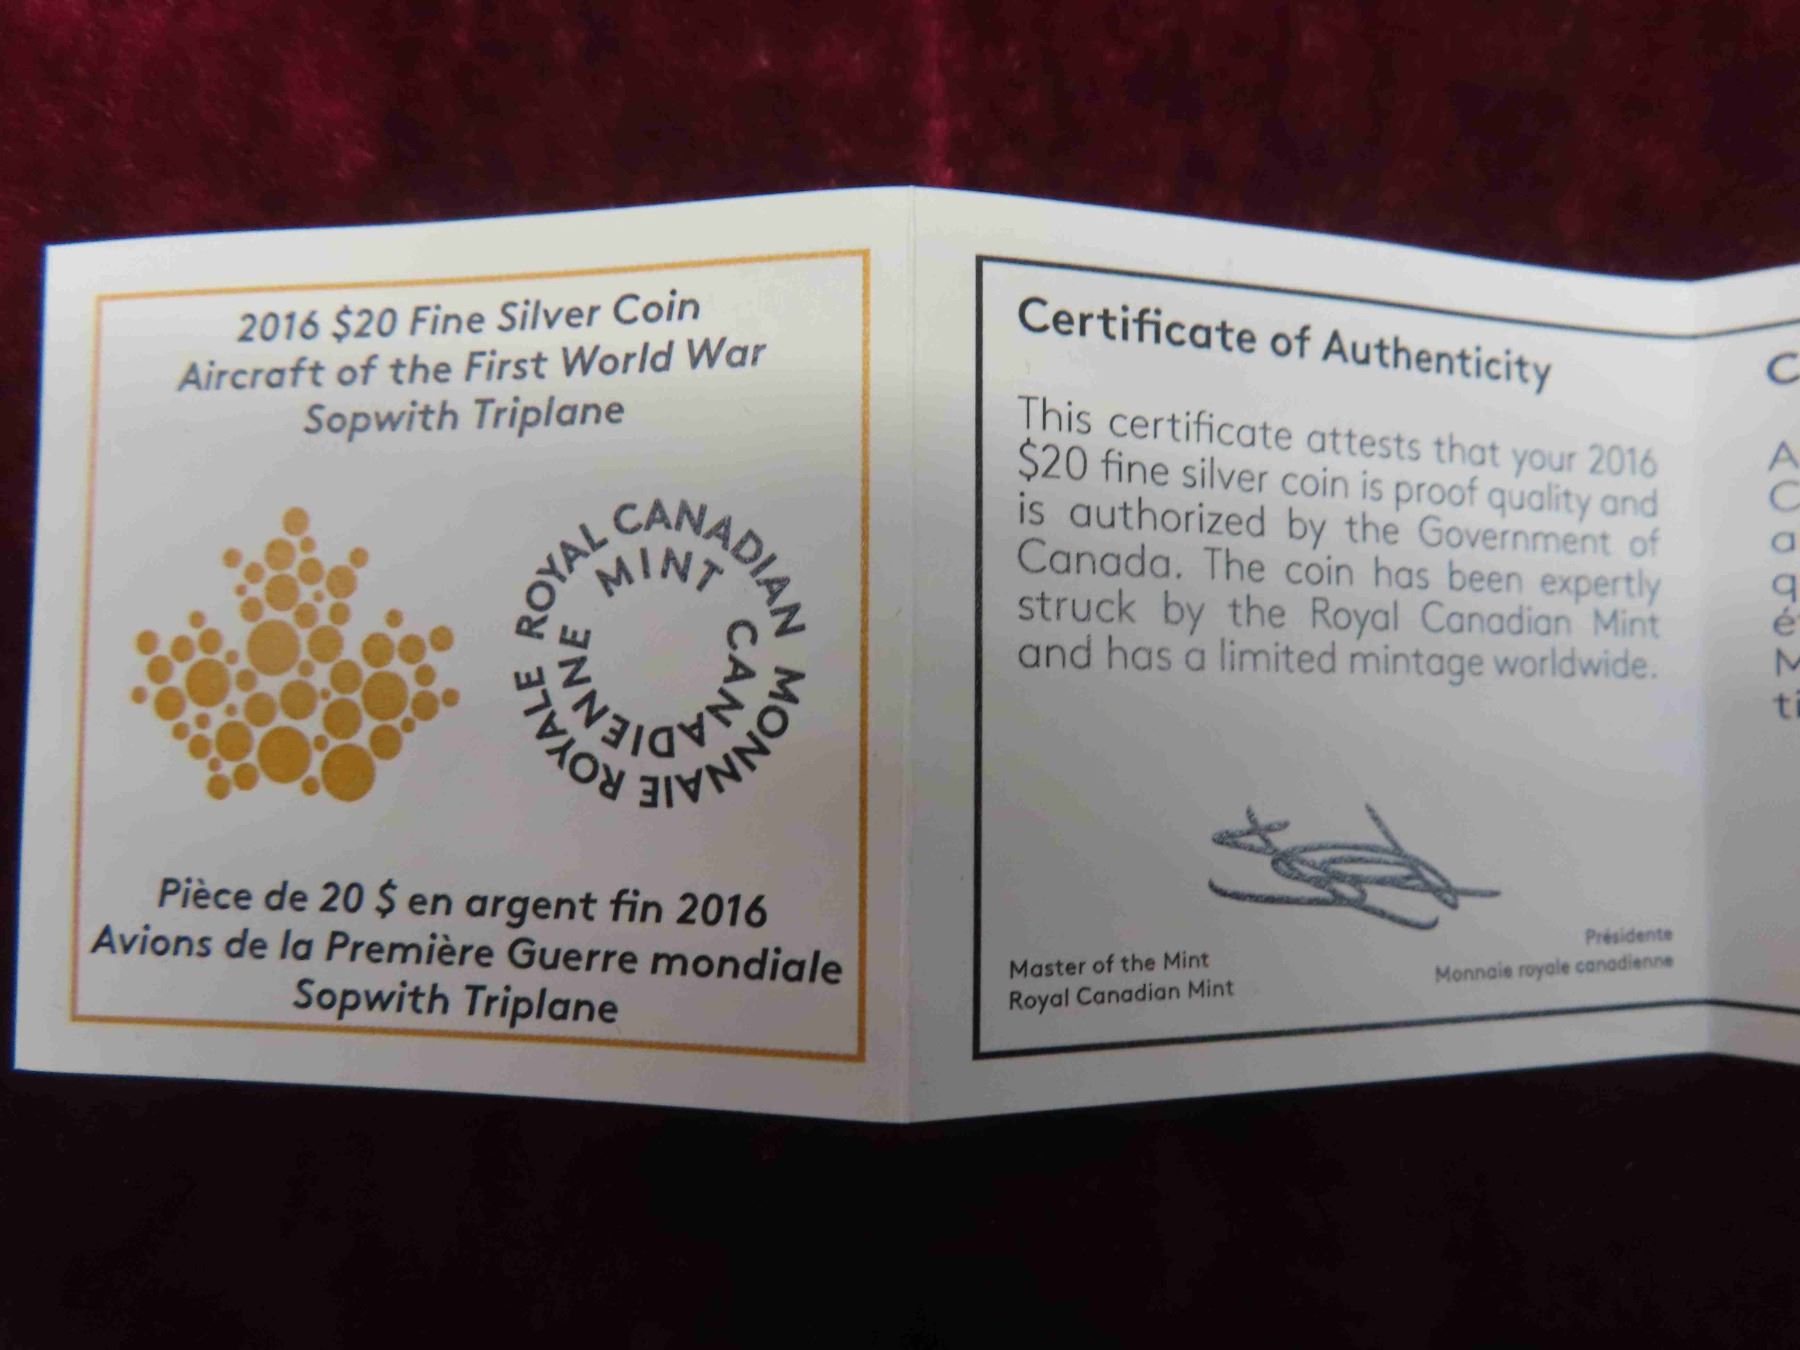 2016 $20 Fine Silver Coin
Aircraft of the First World War
Sopwith Triplane
ROYAL CANADIAN MINT
MONNAIE ROYALE CANADIENNE
Pièce de 20 $ en argent fin 2016
Avions de la Première Guerre mondiale
Sopwith Triplane
Certificate of Authenticity
This certificate attests that your 2016
$20 fine silver coin is proof quality and
is authorized by the Government of
Canada. The coin has been expertly
struck by the Royal Canadian Mint
and has a limited mintage worldwide.
Master of the Mint
Royal Canadian Mint
Présidente
Monnaie royale canadienne